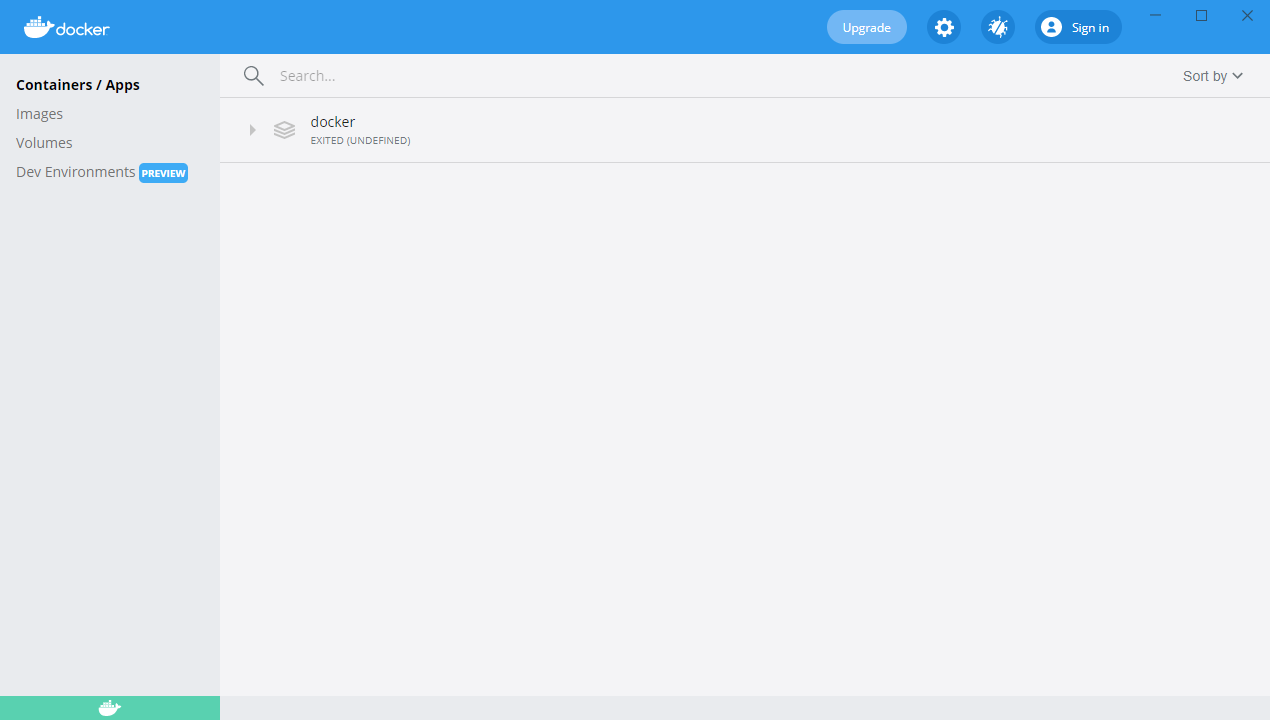 docker
Upgrade
Sign in
Containers / Apps
Images
Volumes
Dev Environments PREVIEW
Search...
Sort by
docker
EXITED (UNDEFINED)